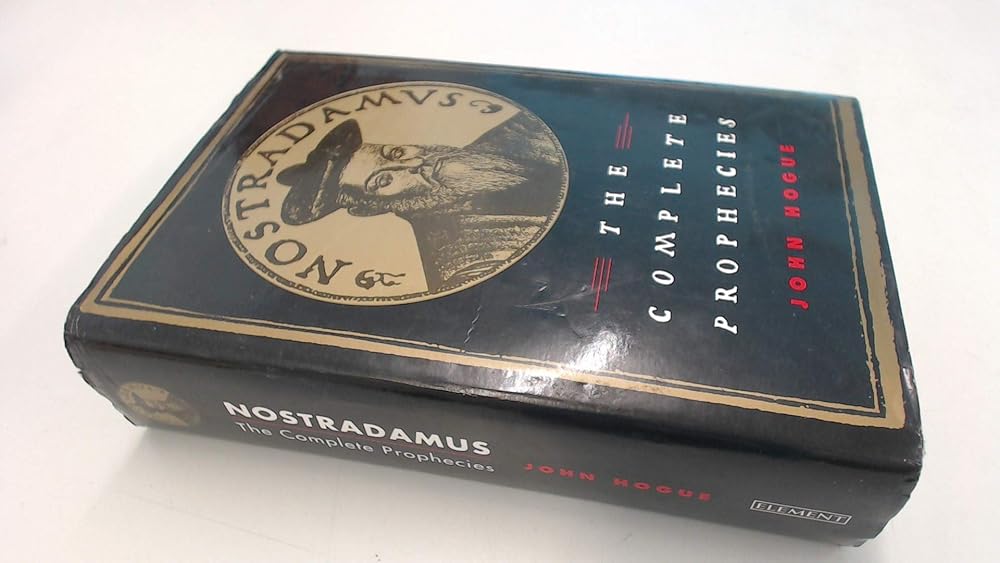 NOSTRADAMVS
THE
COMPLETE
PROPHECIES
JOHN HOGUE
NOSTRADAMUS
The Complete Prophecies
JOHN HOGUE
ELEMENT